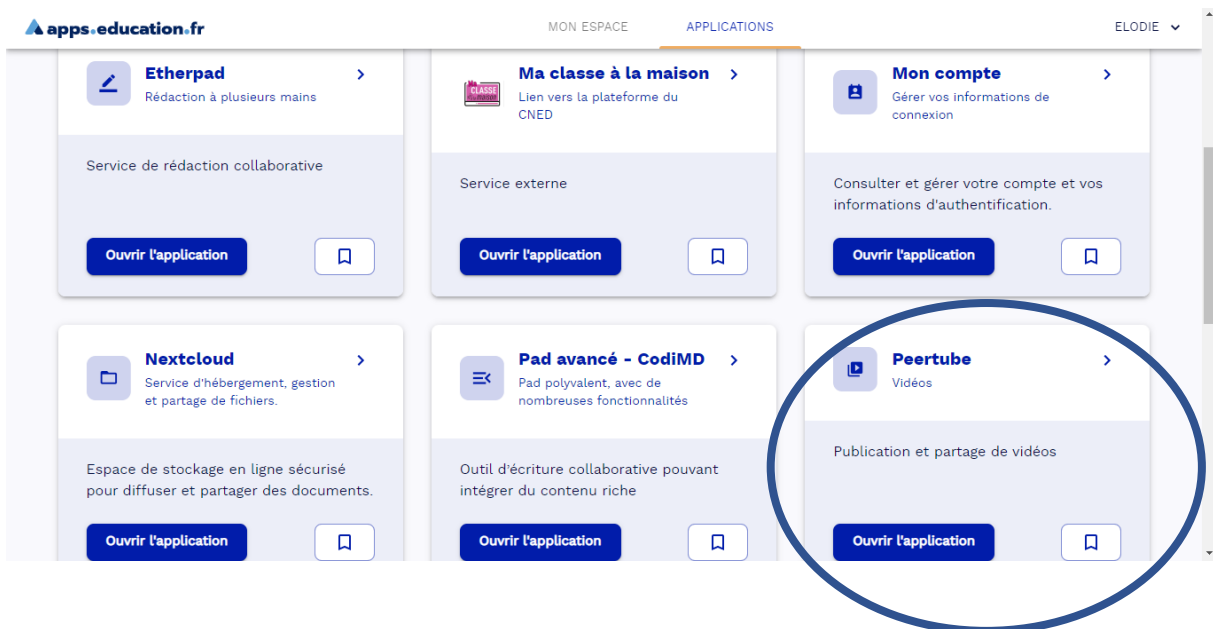 apps.education.fr
MON ESPACE
APPLICATIONS
ELODIE
Etherpad
Rédaction à plusieurs mains
Service de rédaction collaborative
Ouvrir l'application
Ma
CLASSE
Ma classe à la maison
Lien vers la plateforme du
CNED
Service externe
Ouvrir l'application
Mon compte
Gérer vos informations de
connexion
Consulter et gérer votre compte et vos
informations d'authentification.
Ouvrir l'application
Nextcloud
Service d'hébergement, gestion
et partage de fichiers.
Espace de stockage en ligne sécurisé
pour diffuser et partager des documents.
Ouvrir l'application
Pad avancé - CodiMD
Pad polyvalent, avec de
nombreuses fonctionnalités
Outil d'écriture collaborative pouvant
intégrer du contenu riche
Ouvrir l'application
Peertube
Vidéos
Publication et partage de vidéos
Ouvrir l'application